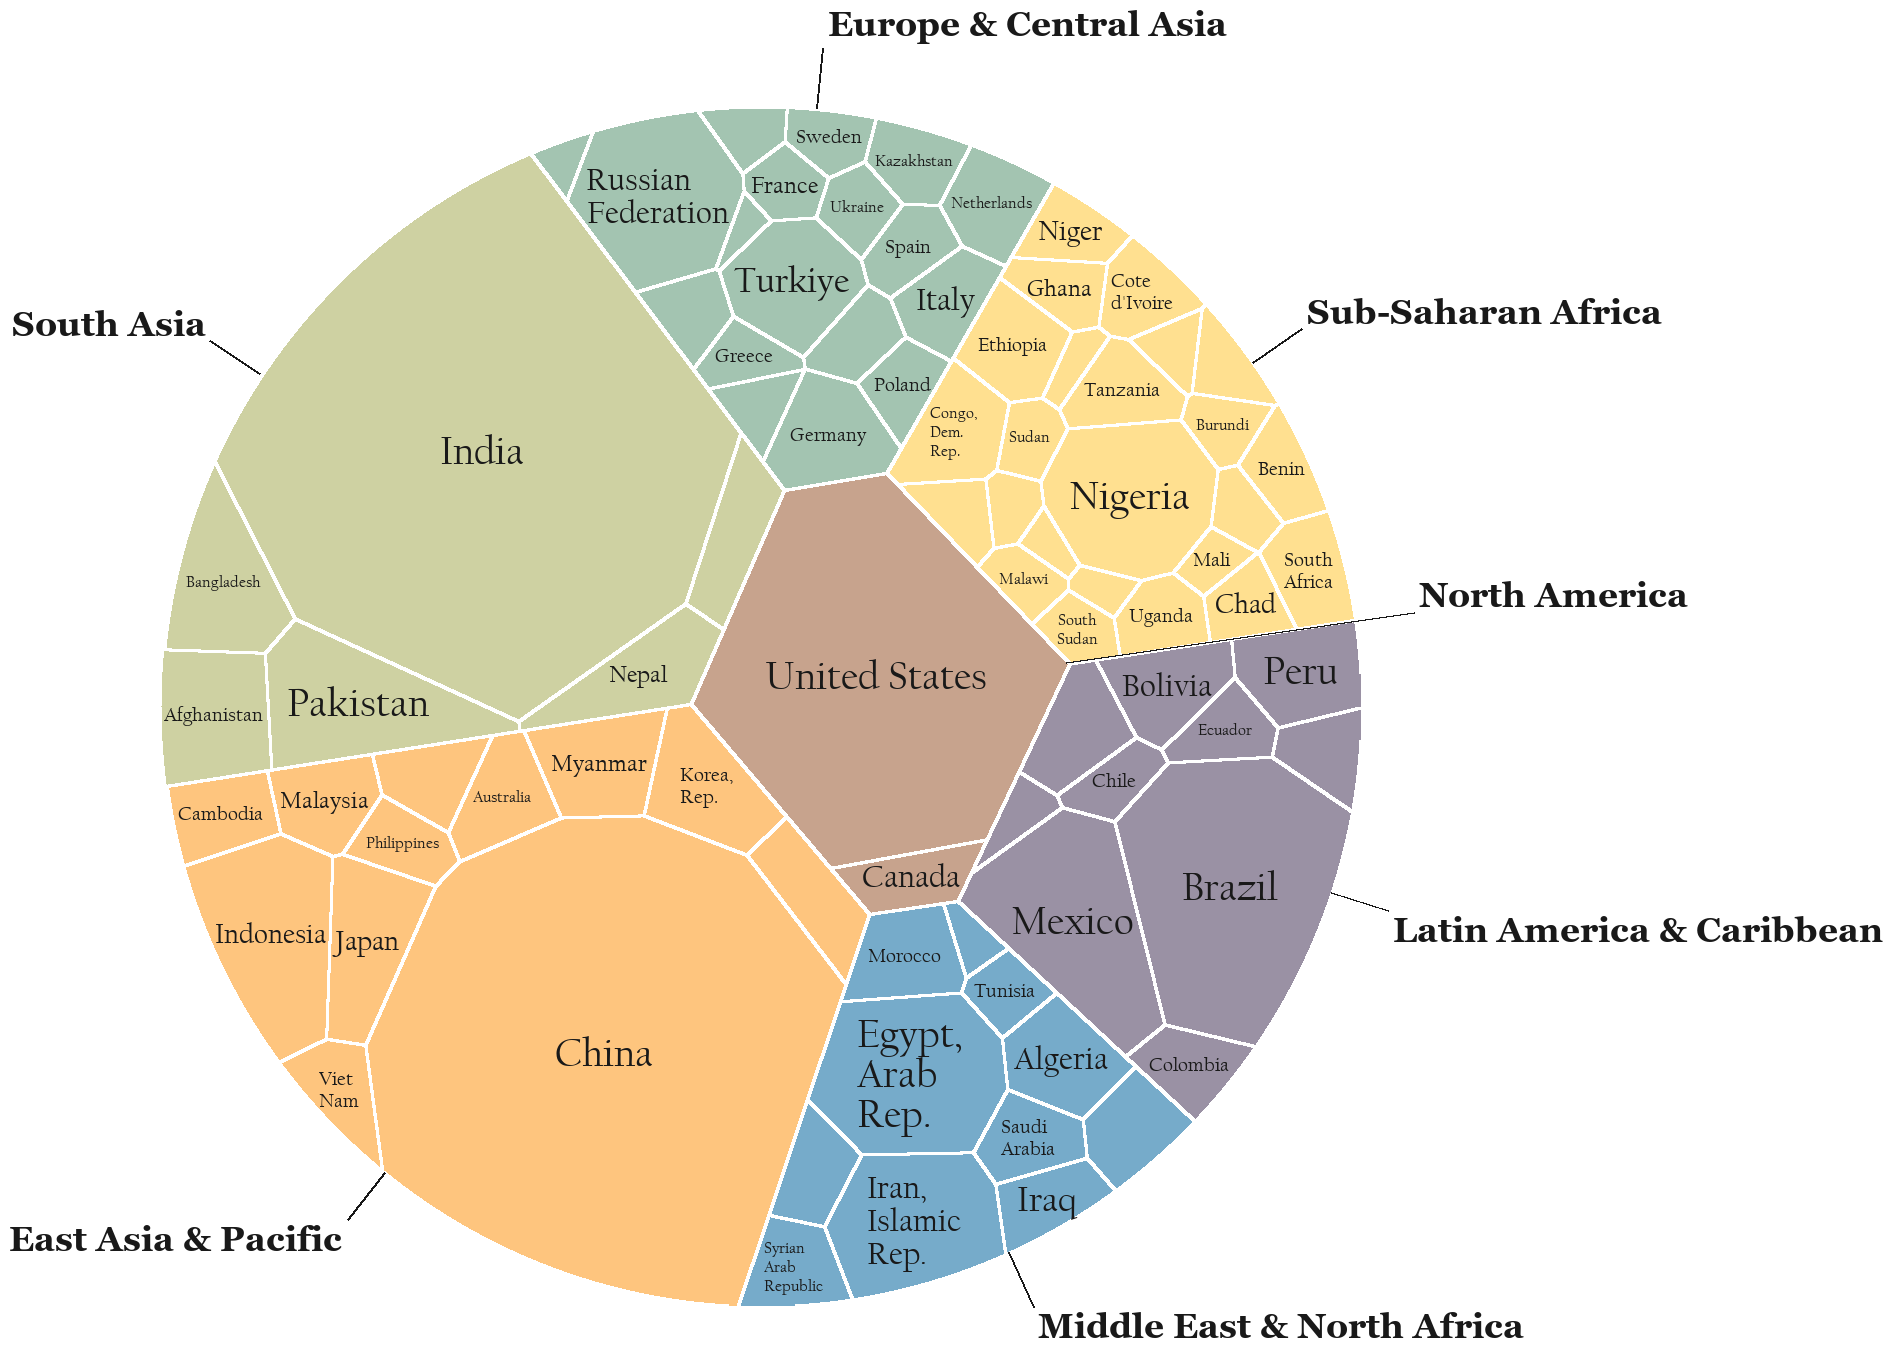 Europe & Central Asia
Sweden
Kazakhstan
Russian
Federation
France
Ukraine
Netherlands
Spain
Turkiye
Italy
Greece
Poland
Germany
South Asia
India
Bangladesh
Nepal
Pakistan
Afghanistan
Sub-Saharan Africa
Niger
Ghana
Cote
d'Ivoire
Ethiopia
Tanzania
Congo,
Dem.
Rep.
Sudan
Burundi
Benin
Nigeria
Mali
South
Africa
Malawi
Chad
Uganda
South
Sudan
North America
United States
Canada
Bolivia
Peru
Ecuador
Chile
Brazil
Mexico
Colombia
Latin America & Caribbean
Myanmar
Korea,
Rep.
Australia
Malaysia
Cambodia
Philippines
Indonesia
Japan
China
Viet
Nam
East Asia & Pacific
Morocco
Tunisia
Egypt,
Arab
Rep.
Algeria
Saudi
Arabia
Iran,
Islamic
Rep.
Iraq
Syrian
Arab
Republic
Middle East & North Africa